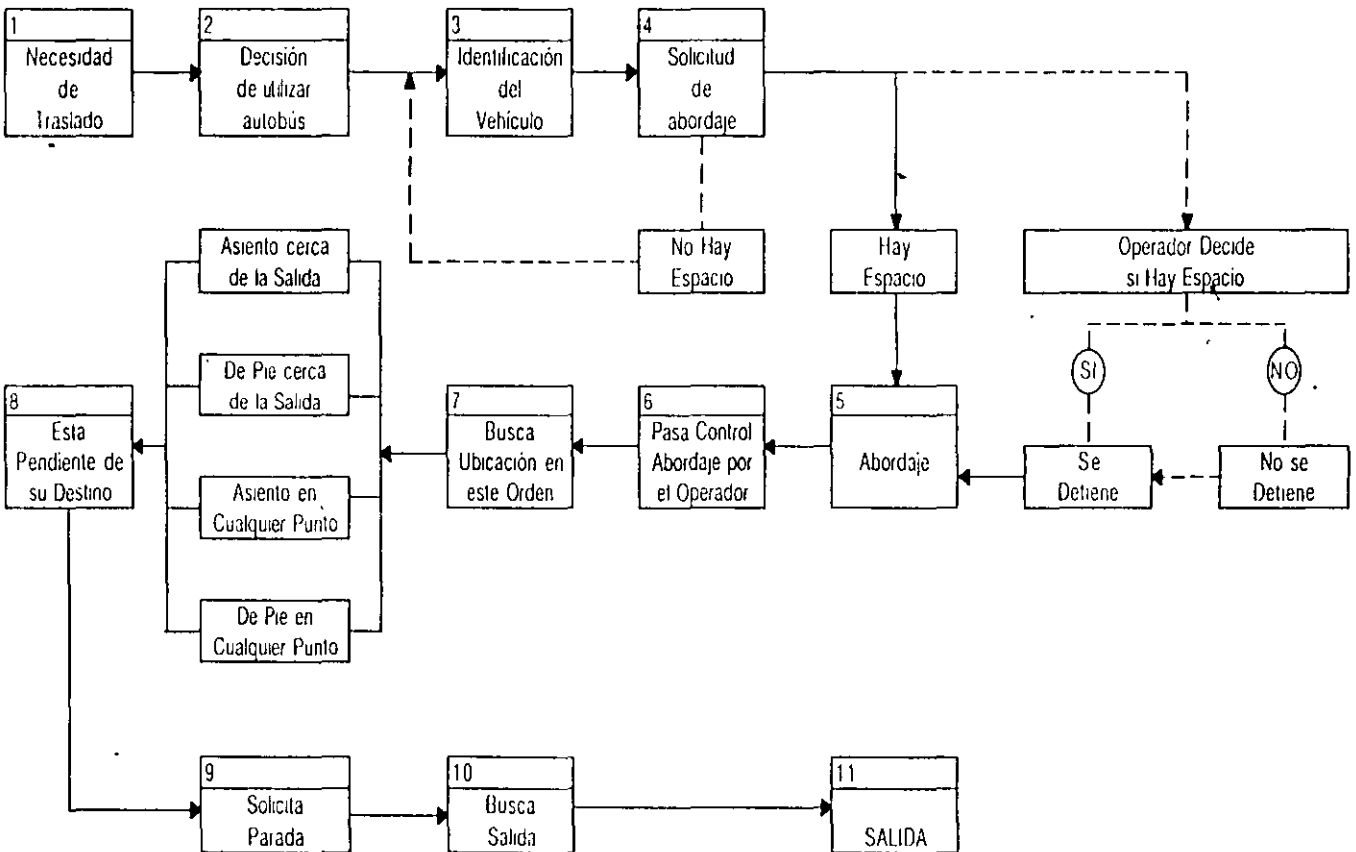 1
Necesidad
de
Traslado
2
Decisión
de utilizar
autobús
3
Identificación
del
Vehículo
4
Solicitud
de
abordaje
No Hay
Espacio
Hay
Espacio
Operador Decide
si Hay Espacio
SI
NO
Se
Detiene
No se
Detiene
5
Abordaje
6
Pasa Control
Abordaje por
el Operador
7
Busca
Ubicación en
este Orden
Asiento cerca
de la Salida
De Pie cerca
de la Salida
Asiento en
Cualquier Punto
De Pie en
Cualquier Punto
8
Esta
Pendiente de
su Destino
9
Solicita
Parada
10
Busca
Salida
11
SALIDA